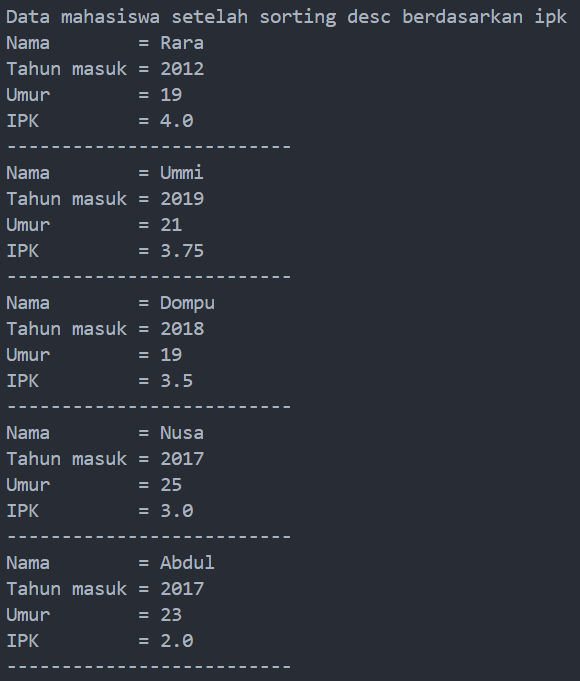 Data mahasiswa setelah sorting desc berdasarkan ipk
Nama        = Rara
Tahun masuk = 2012
Umur        = 19
IPK         = 4.0
--------------------------
Nama        = Ummi
Tahun masuk = 2019
Umur        = 21
IPK         = 3.75
--------------------------
Nama        = Dompu
Tahun masuk = 2018
Umur        = 19
IPK         = 3.5
--------------------------
Nama        = Nusa
Tahun masuk = 2017
Umur        = 25
IPK         = 3.0
--------------------------
Nama        = Abdul
Tahun masuk = 2017
Umur        = 23
IPK         = 2.0
--------------------------